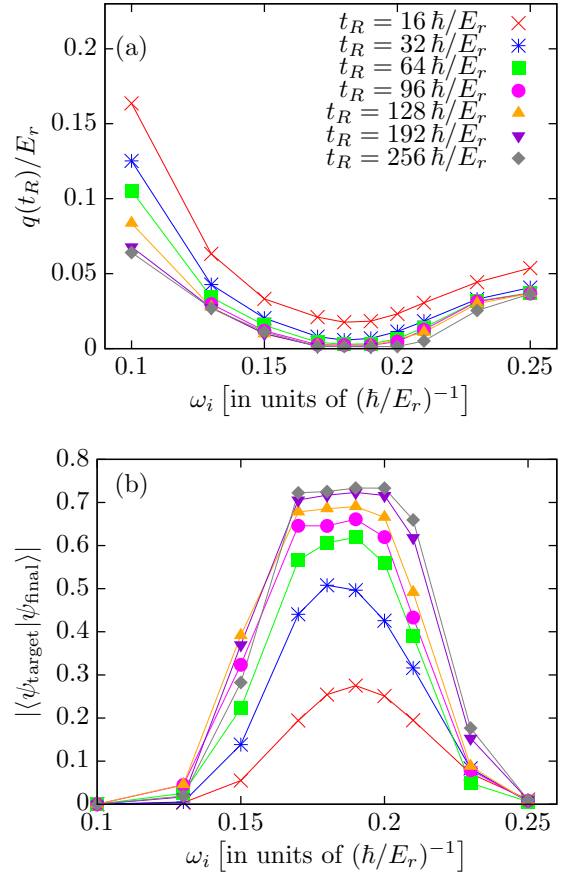 (a)
t_R = 16 ℏ/E_r
t_R = 32 ℏ/E_r
t_R = 64 ℏ/E_r
t_R = 96 ℏ/E_r
t_R = 128 ℏ/E_r
t_R = 192 ℏ/E_r
t_R = 256 ℏ/E_r
q(t_R)/E_r
0.2
0.15
0.1
0.05
0
0.1 0.15 0.2 0.25
ω_i [in units of (ℏ/E_r)^{-1}]
(b)
|⟨ψ_target|ψ_final⟩|
0.8
0.7
0.6
0.5
0.4
0.3
0.2
0.1
0
0.1 0.15 0.2 0.25
ω_i [in units of (ℏ/E_r)^{-1}]